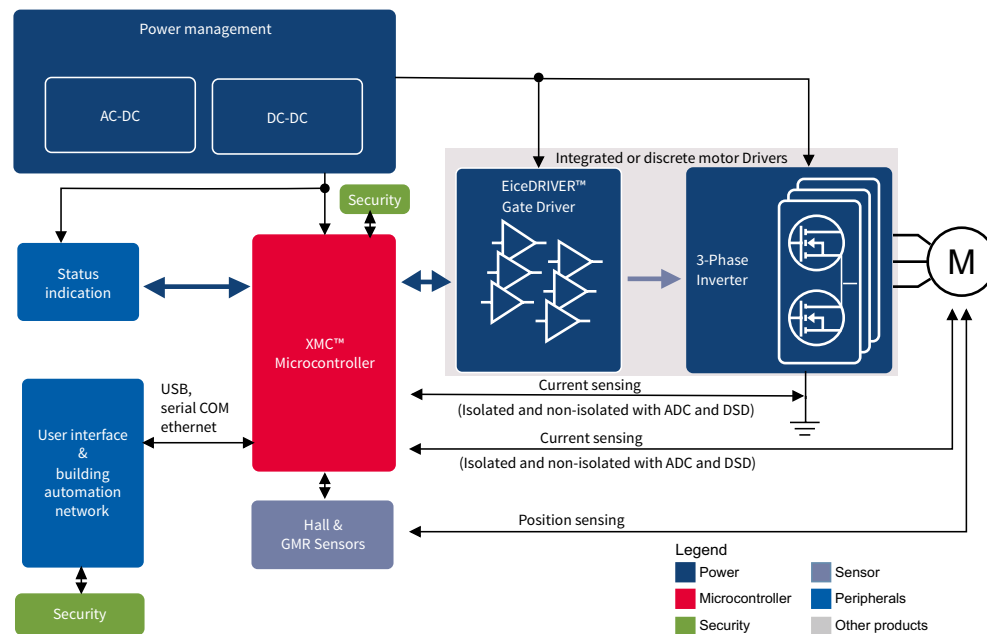 Power management
AC-DC
DC-DC
Integrated or discrete motor Drivers
Security
EiceDRIVER™
Gate Driver
3-Phase
Inverter
M
Status
indication
XMC™
Microcontroller
Current sensing
(Isolated and non-isolated with ADC and DSD)
USB,
serial COM
ethernet
User interface
&
building
automation
network
Current sensing
(Isolated and non-isolated with ADC and DSD)
Hall &
GMR Sensors
Position sensing
Security
Legend
Power
Sensor
Microcontroller
Peripherals
Security
Other products